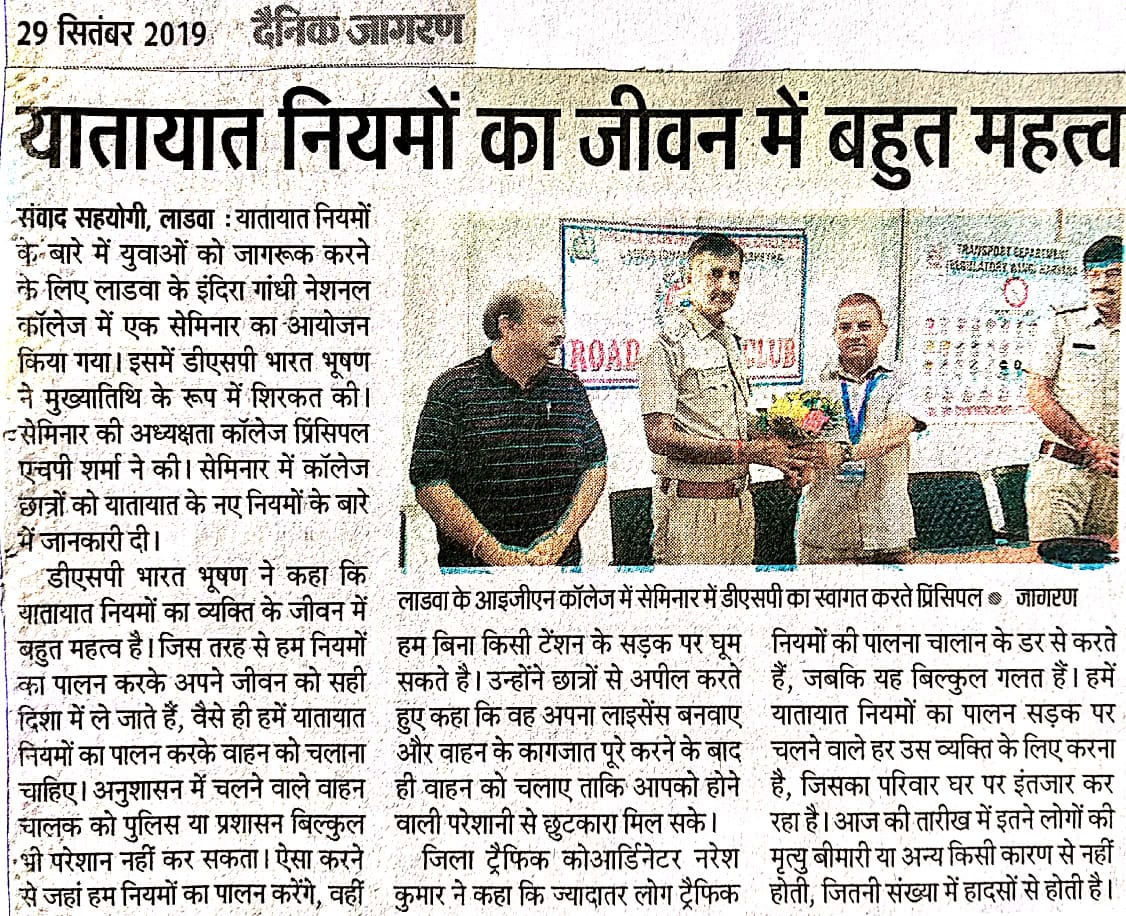 29 सितंबर 2019 दैनिक जागरण
यातायात नियमों का जीवन में बहुत महत्व
संवाद सहयोगी, लाडवा : यातायात नियमों
के बारे में युवाओं को जागरूक करने
के लिए लाडवा के इंदिरा गांधी नेशनल
कॉलेज में एक सेमिनार का आयोजन
किया गया। इसमें डीएसपी भारत भूषण
ने मुख्यातिथि के रूप में शिरकत की।
सेमिनार की अध्यक्षता कॉलेज प्रिंसिपल
एचपी शर्मा ने की। सेमिनार में कॉलेज
छात्रों को यातायात के नए नियमों के बारे
में जानकारी दी।
डीएसपी भारत भूषण ने कहा कि
यातायात नियमों का व्यक्ति के जीवन में
बहुत महत्व है। जिस तरह से हम नियमों
का पालन करके अपने जीवन को सही
दिशा में ले जाते हैं, वैसे ही हमें यातायात
नियमों का पालन करके वाहन को चलाना
चाहिए। अनुशासन में चलने वाले वाहन
चालक को पुलिस या प्रशासन बिल्कुल
भी परेशान नहीं कर सकता। ऐसा करने
से जहां हम नियमों का पालन करेंगे, वहीं
ROAD CLUB
TRANSPORT DEPARTMENT
लाडवा के आइजीएन कॉलेज में सेमिनार में डीएसपी का स्वागत करते प्रिंसिपल ● जागरण
हम बिना किसी टेंशन के सड़क पर घूम
सकते है। उन्होंने छात्रों से अपील करते
हुए कहा कि वह अपना लाइसेंस बनवाए
और वाहन के कागजात पूरे करने के बाद
ही वाहन को चलाए ताकि आपको होने
वाली परेशानी से छुटकारा मिल सके।
जिला ट्रैफिक कोआर्डिनेटर नरेश
कुमार ने कहा कि ज्यादातर लोग ट्रैफिक
नियमों की पालना चालान के डर से करते
हैं, जबकि यह बिल्कुल गलत हैं। हमें
यातायात नियमों का पालन सड़क पर
चलने वाले हर उस व्यक्ति के लिए करना
है, जिसका परिवार घर पर इंतजार कर
रहा है। आज की तारीख में इतने लोगों की
मृत्यु बीमारी या अन्य किसी कारण से नहीं
होती, जितनी संख्या में हादसों से होती है।